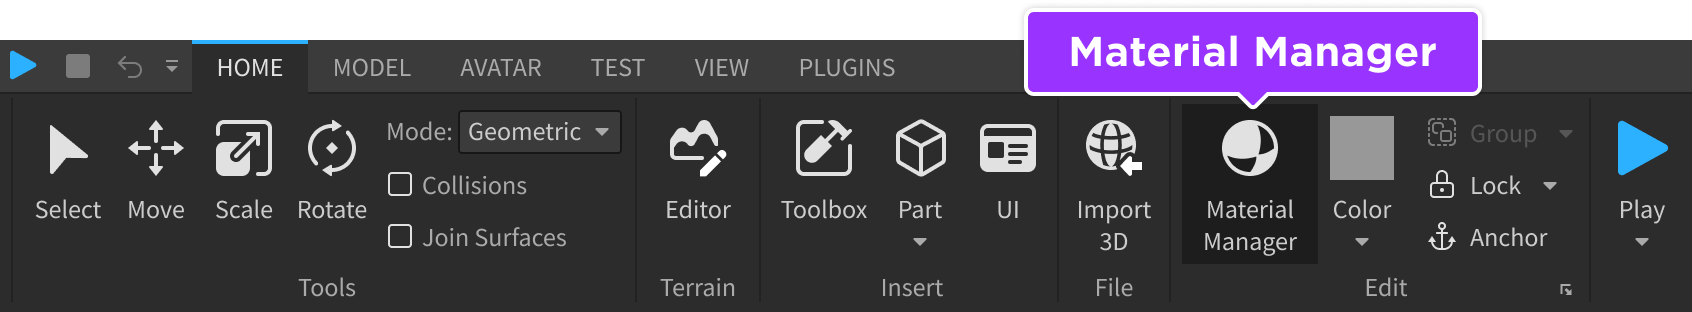 Material Manager
HOME MODEL AVATAR TEST VIEW PLUGINS
Select Move Scale Rotate
Mode: Geometric
Collisions
Join Surfaces
Tools
Editor
Terrain
Toolbox Part UI
Insert
Import
3D
File
Material
Manager
Color
Group
Lock
Anchor
Edit
Play